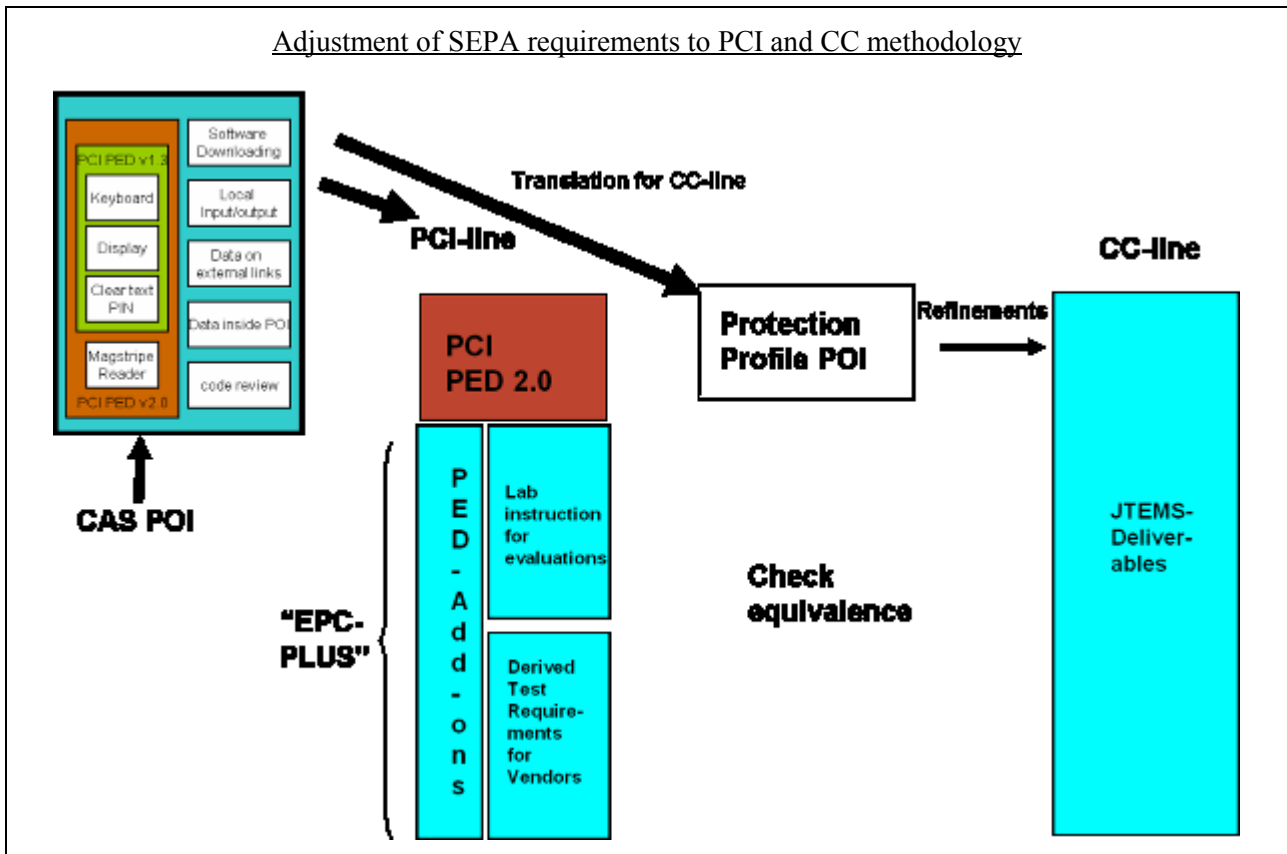 Adjustment of SEPA requirements to PCI and CC methodology
PCI PED v1.3
Keyboard
Display
Clear text
PIN
Magstripe
Reader
PCI PED v2.0
Software
Downloading
Local
Input/output
Data on
external links
Data inside POI
code review
CAS POI
Translation for CC-line
PCI-line
PCI
PED 2.0
"EPC-
PLUS"
P
E
D
-
A
d
d
-
o
n
s
Lab
instruction
for
evaluations
Derived
Test
Require-
ments
for
Vendors
Protection
Profile POI
Refinements
Check
equivalence
CC-line
JTEMS-
Deliver-
ables